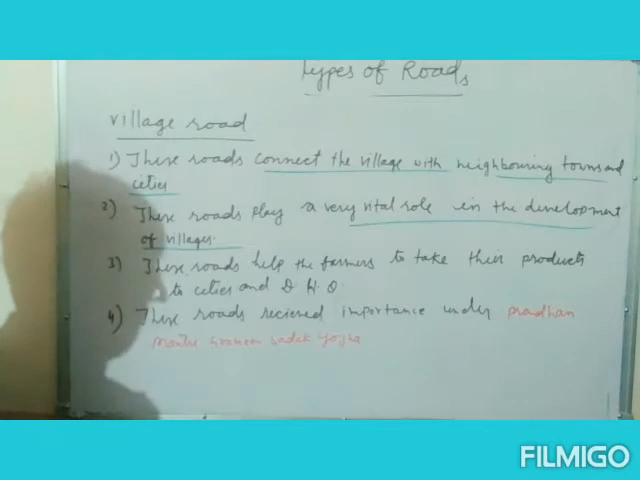 Types of Roads
Village road
1) These roads connect the village with neighbouring towns and
cities
2) These roads play a very vital role in the development
of villages.
3) These roads help the farmers to take their products
to cities and D.H.Q.
4) These roads recieved importance under pradhan
mantri Grameen Sadak yojna
FILMIGO